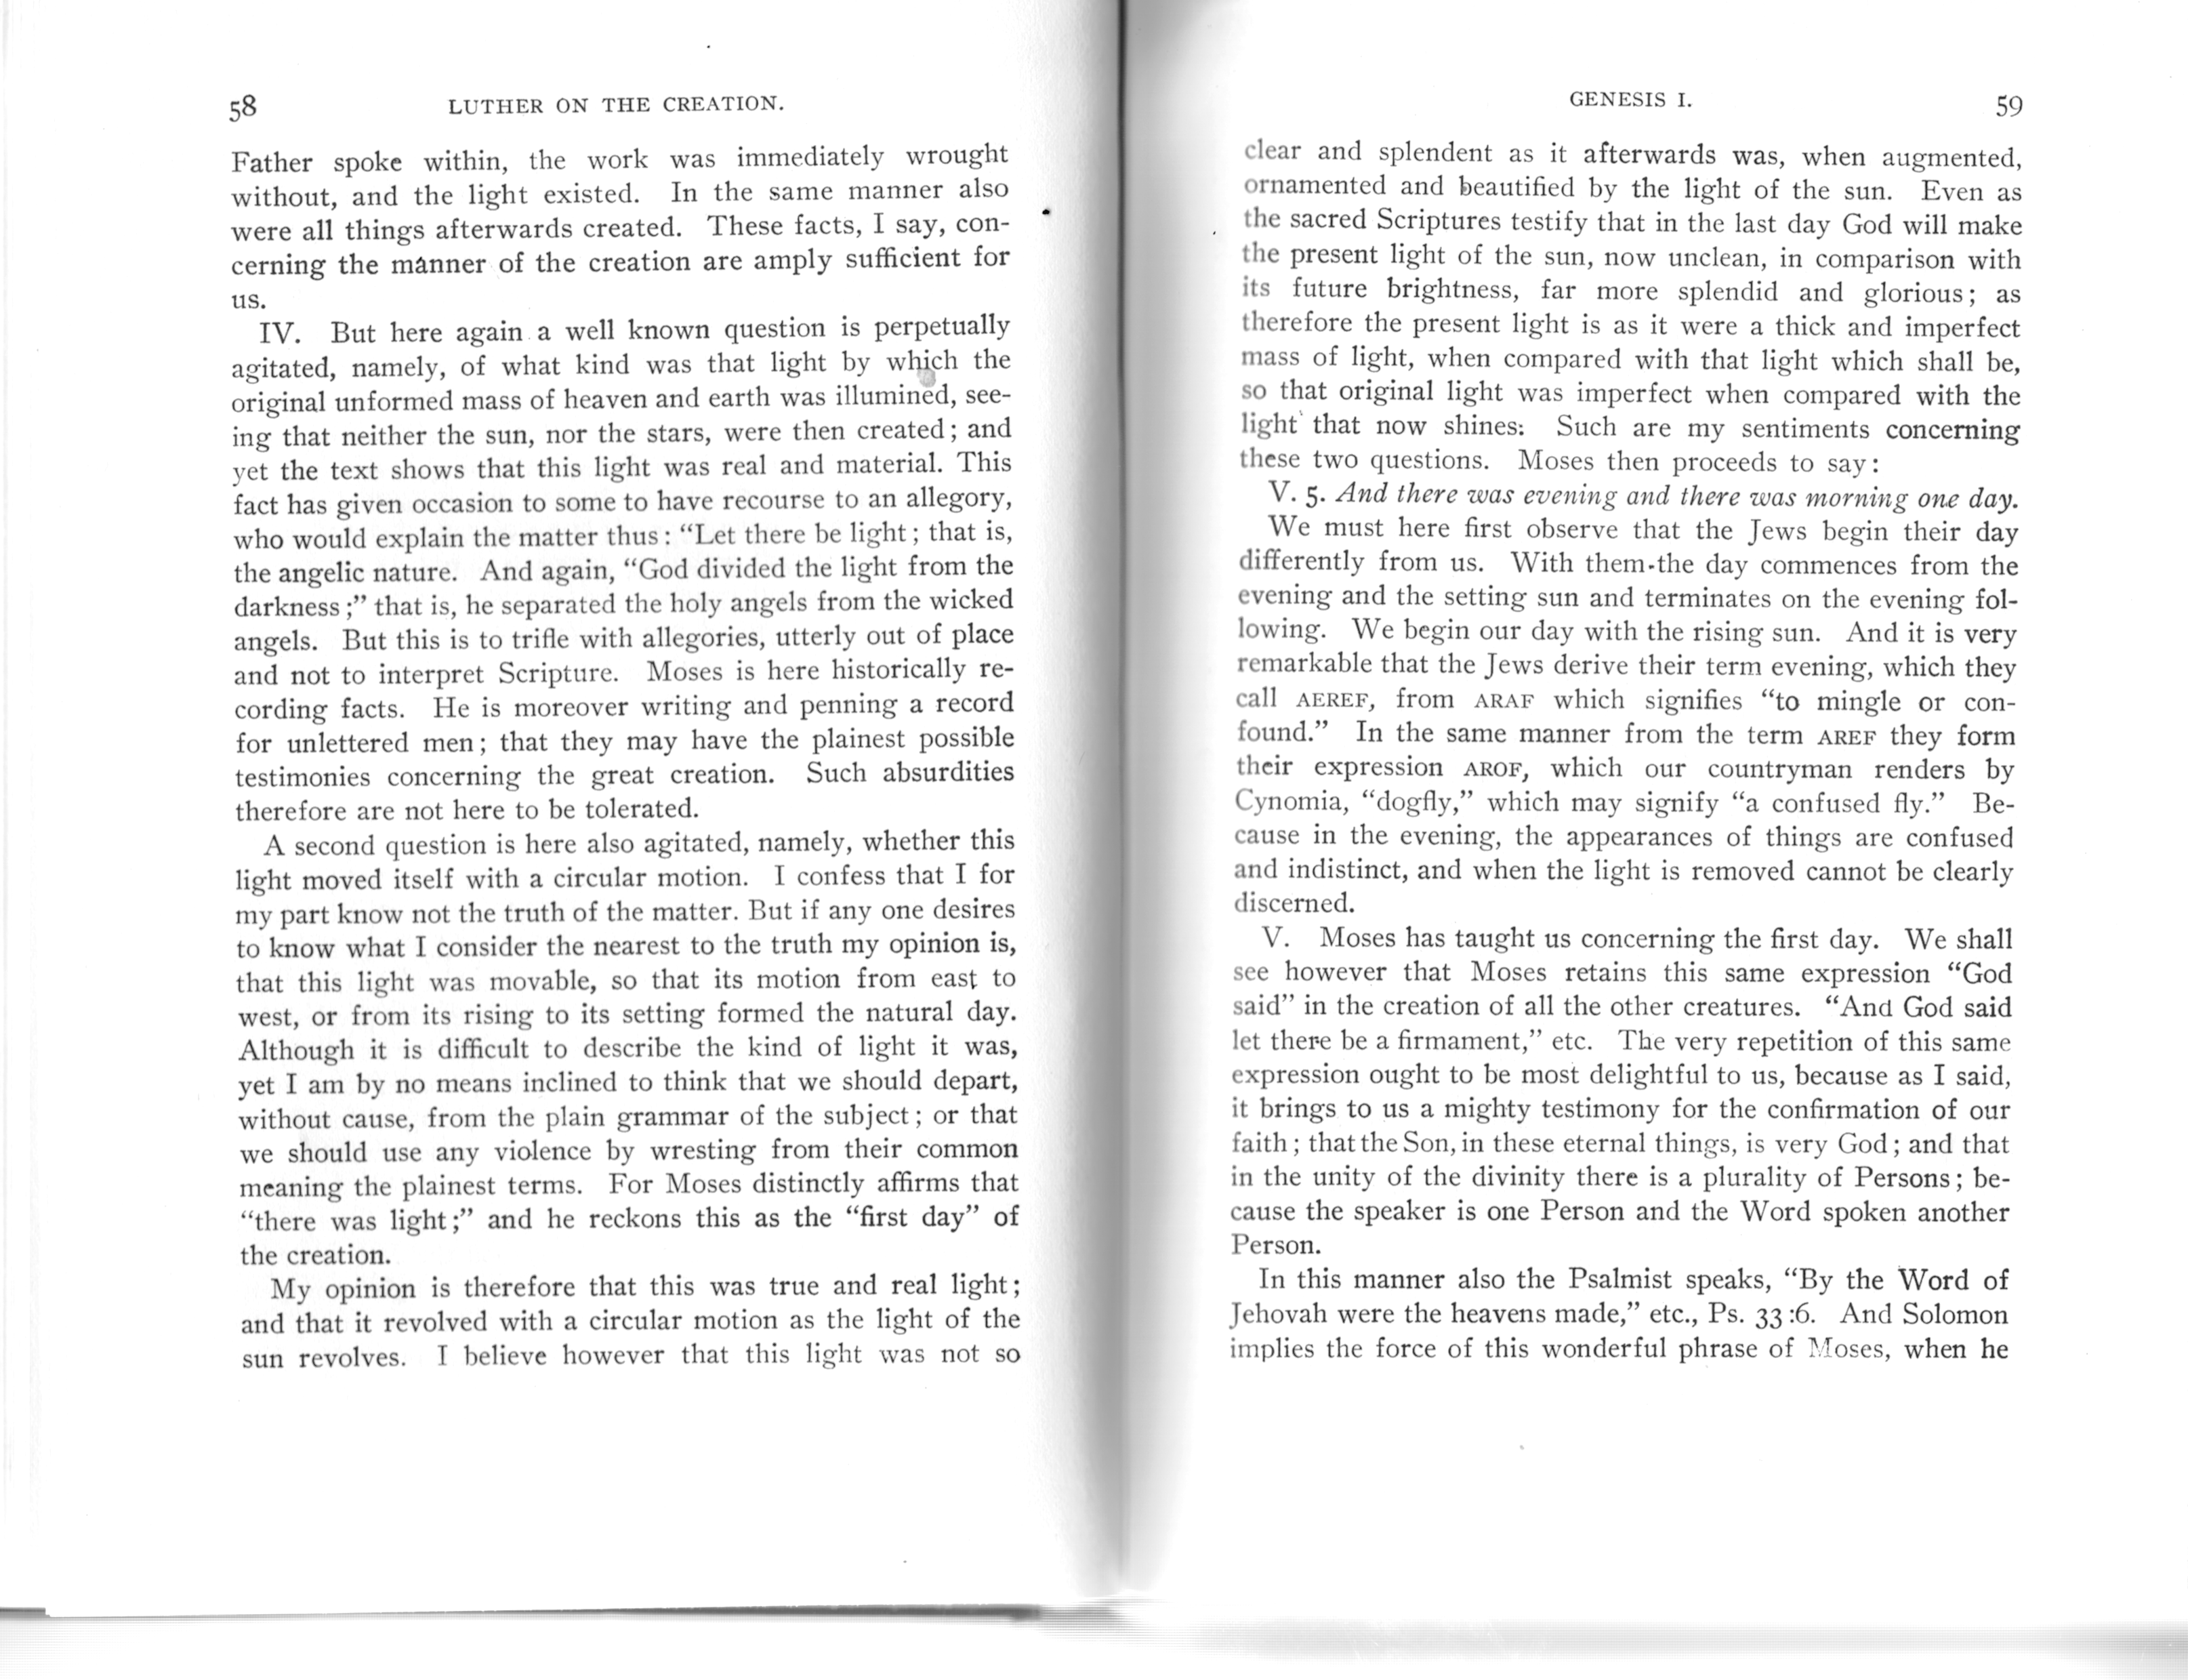 58 LUTHER ON THE CREATION.
Father spoke within, the work was immediately wrought
without, and the light existed. In the same manner also
were all things afterwards created. These facts, I say, con-
cerning the manner of the creation are amply sufficient for
us.
IV. But here again a well known question is perpetually
agitated, namely, of what kind was that light by which the
original unformed mass of heaven and earth was illumined, see-
ing that neither the sun, nor the stars, were then created; and
yet the text shows that this light was real and material. This
fact has given occasion to some to have recourse to an allegory,
who would explain the matter thus: “Let there be light; that is,
the angelic nature. And again, “God divided the light from the
darkness;” that is, he separated the holy angels from the wicked
angels. But this is to trifle with allegories, utterly out of place
and not to interpret Scripture. Moses is here historically re-
cording facts. He is moreover writing and penning a record
for unlettered men; that they may have the plainest possible
testimonies concerning the great creation. Such absurdities
therefore are not here to be tolerated.
A second question is here also agitated, namely, whether this
light moved itself with a circular motion. I confess that I for
my part know not the truth of the matter. But if any one desires
to know what I consider the nearest to the truth my opinion is,
that this light was movable, so that its motion from east to
west, or from its rising to its setting formed the natural day.
Although it is difficult to describe the kind of light it was,
yet I am by no means inclined to think that we should depart,
without cause, from the plain grammar of the subject; or that
we should use any violence by wresting from their common
meaning the plainest terms. For Moses distinctly affirms that
“there was light;” and he reckons this as the “first day” of
the creation.
My opinion is therefore that this was true and real light;
and that it revolved with a circular motion as the light of the
sun revolves. I believe however that this light was not so
GENESIS I. 59
clear and splendent as it afterwards was, when augmented,
ornamented and beautified by the light of the sun. Even as
the sacred Scriptures testify that in the last day God will make
the present light of the sun, now unclean, in comparison with
its future brightness, far more splendid and glorious; as
therefore the present light is as it were a thick and imperfect
mass of light, when compared with that light which shall be,
so that original light was imperfect when compared with the
light that now shines: Such are my sentiments concerning
these two questions. Moses then proceeds to say:
V. 5. And there was evening and there was morning one day.
We must here first observe that the Jews begin their day
differently from us. With them the day commences from the
evening and the setting sun and terminates on the evening fol-
lowing. We begin our day with the rising sun. And it is very
remarkable that the Jews derive their term evening, which they
call AEREF, from ARAF which signifies “to mingle or con-
found.” In the same manner from the term AREF they form
their expression AROF, which our countryman renders by
Cynomia, “dogfly,” which may signify “a confused fly.” Be-
cause in the evening, the appearances of things are confused
and indistinct, and when the light is removed cannot be clearly
discerned.
V. Moses has taught us concerning the first day. We shall
see however that Moses retains this same expression “God
said” in the creation of all the other creatures. “And God said
let there be a firmament,” etc. The very repetition of this same
expression ought to be most delightful to us, because as I said,
it brings to us a mighty testimony for the confirmation of our
faith; that the Son, in these eternal things, is very God; and that
in the unity of the divinity there is a plurality of Persons; be-
cause the speaker is one Person and the Word spoken another
Person.
In this manner also the Psalmist speaks, “By the Word of
Jehovah were the heavens made,” etc., Ps. 33:6. And Solomon
implies the force of this wonderful phrase of Moses, when he